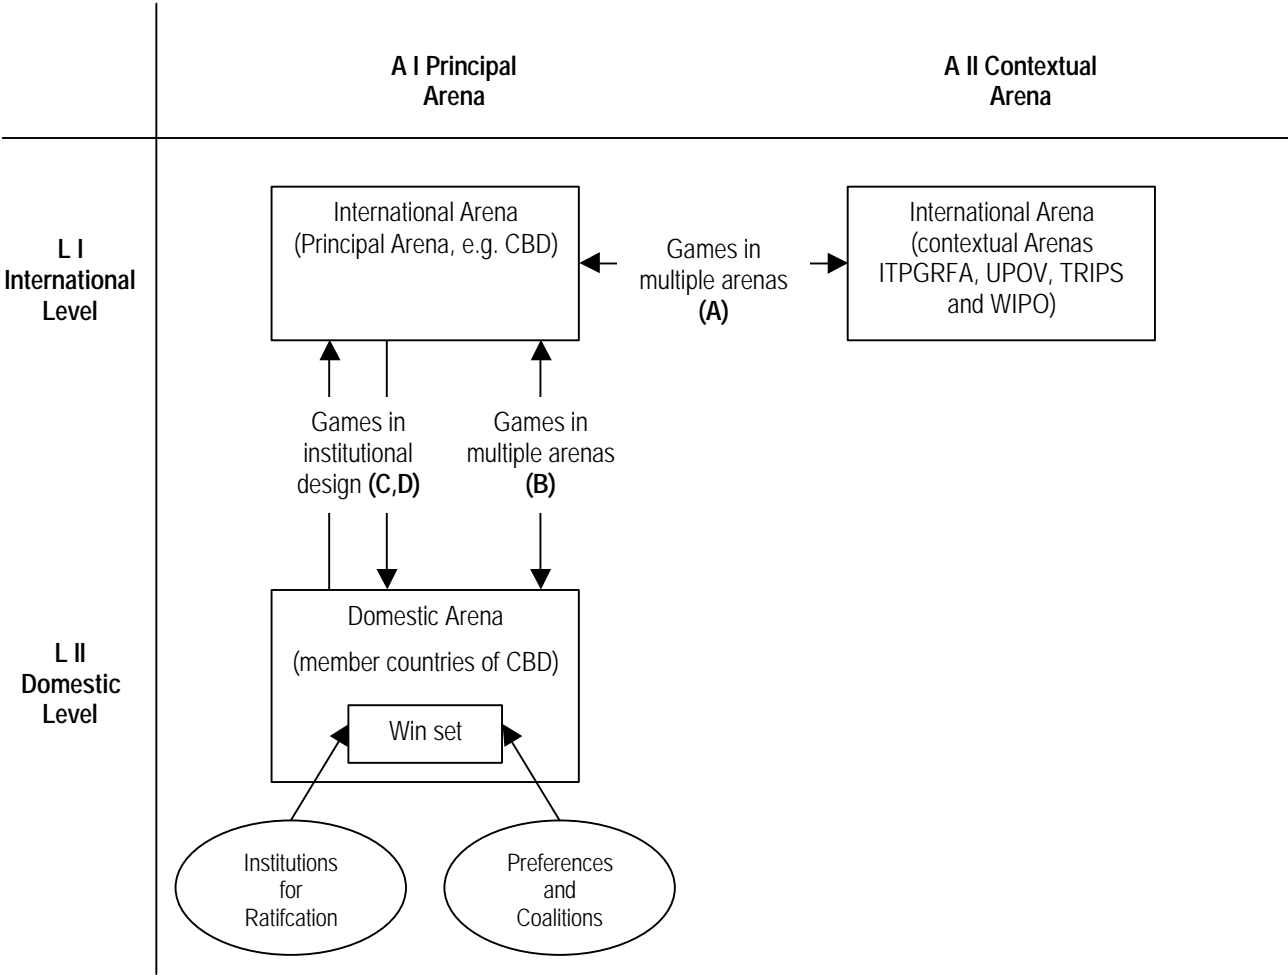 A I Principal
Arena
A II Contextual
Arena
L I
International
Level
International Arena
(Principal Arena, e.g. CBD)
Games in
multiple arenas
(A)
International Arena
(contextual Arenas
ITPGRFA, UPOV, TRIPS
and WIPO)
Games in
institutional
design (C,D)
Games in
multiple arenas
(B)
L II
Domestic
Level
Domestic Arena
(member countries of CBD)
Win set
Institutions
for
Ratifcation
Preferences
and
Coalitions